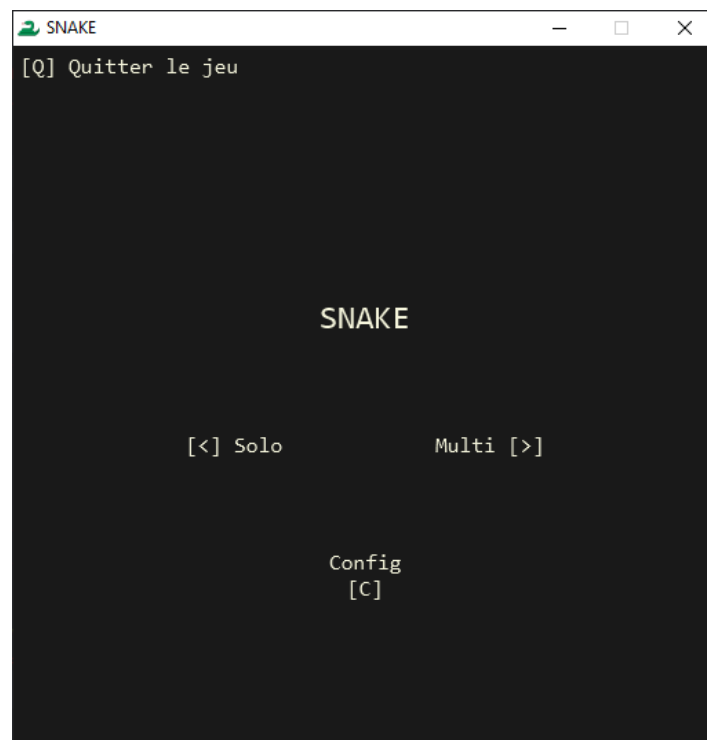 SNAKE
[Q] Quitter le jeu
SNAKE
[<] Solo Multi [>]
Config
[C]